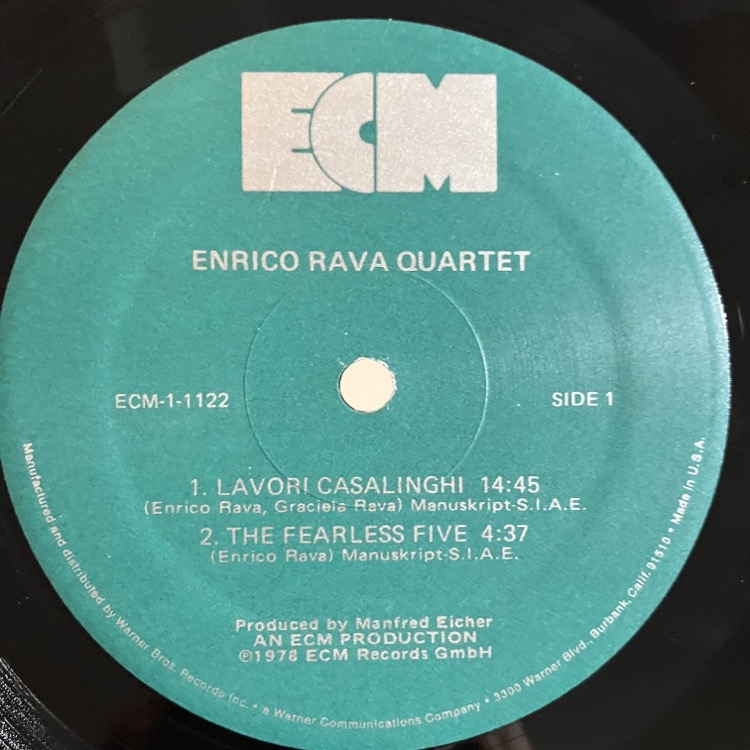 ECM
ENRICO RAVA QUARTET
ECM-1-1122
SIDE 1
1. LAVORI CASALINGHI 14:45
(Enrico Rava, Graciela Rava) Manuskript-S.I.A.E.
2. THE FEARLESS FIVE 4:37
(Enrico Rava) Manuskript-S.I.A.E.
Produced by Manfred Eicher
AN ECM PRODUCTION
℗1978 ECM Records GmbH
Manufactured and distributed by Warner Bros. Records Inc. • a Warner Communications Company • 3300 Warner Blvd., Burbank, Calif. 91510 • Made in U.S.A.